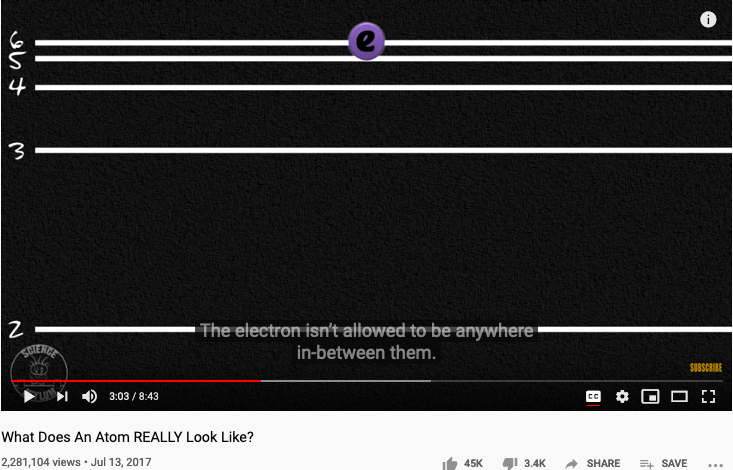 6
e
5
4
3
2
The electron isn't allowed to be anywhere
in-between them.
SCIENCE
SUBSCRIBE
3:03 / 8:43
CC
What Does An Atom REALLY Look Like?
2,281,104 views • Jul 13, 2017
45K
3.4K
SHARE
SAVE